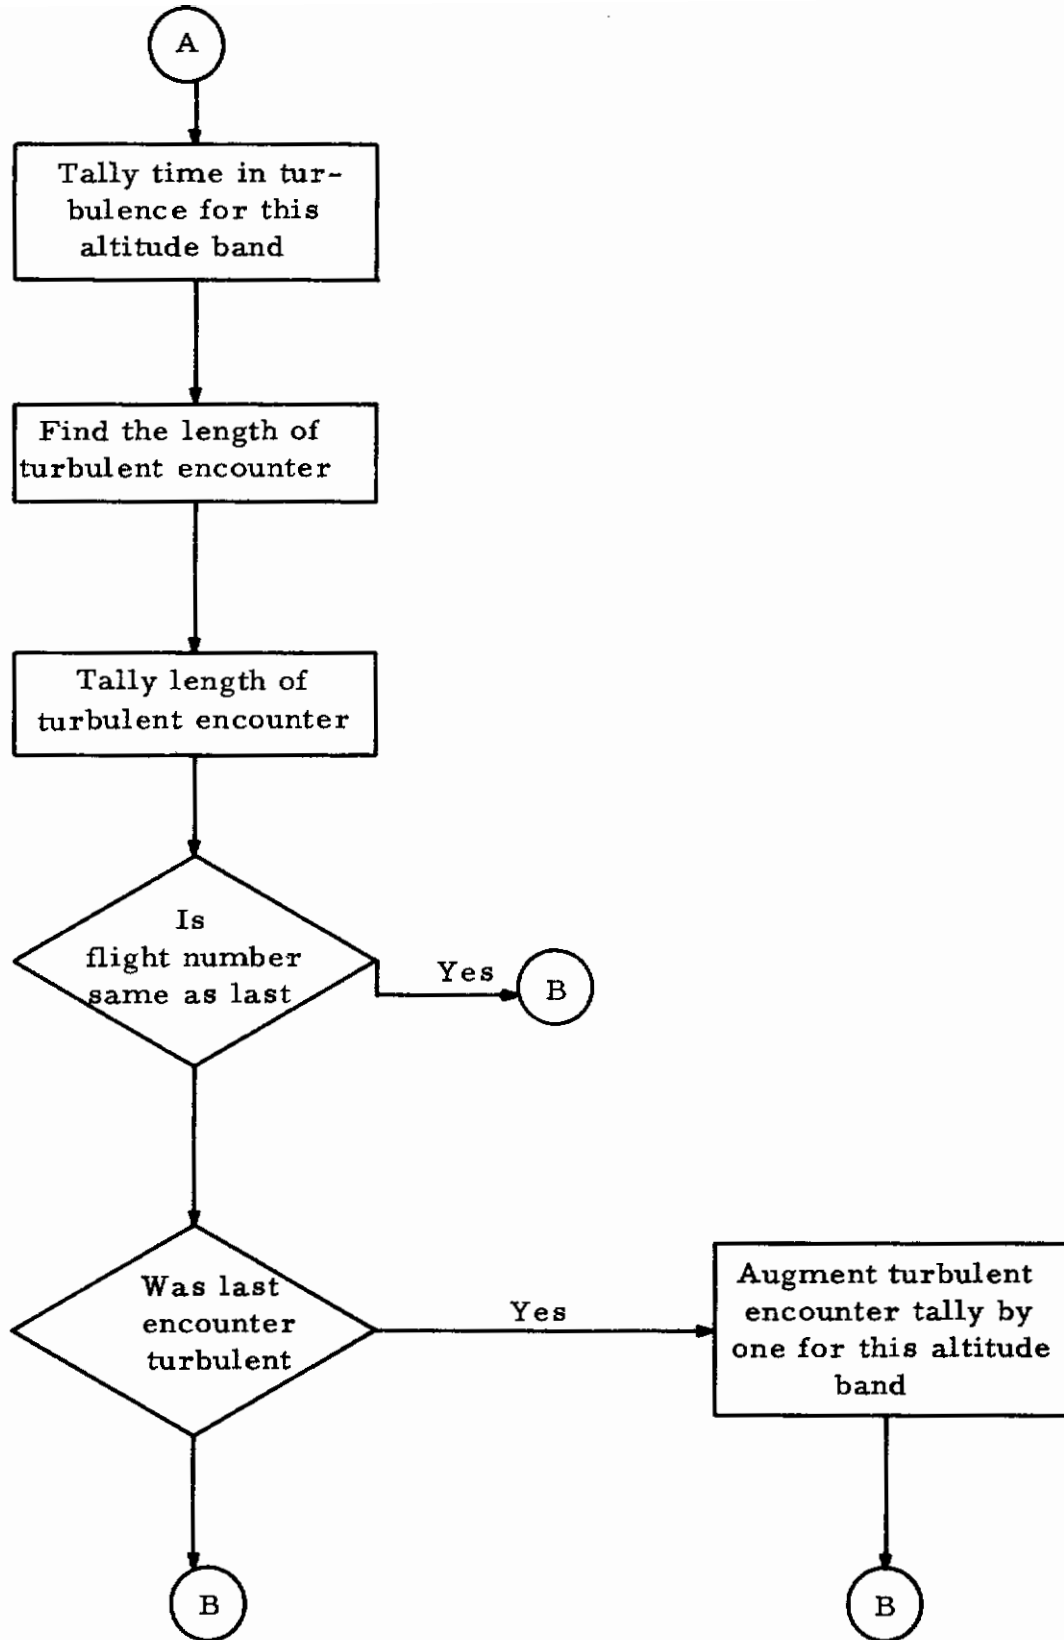 A
Tally time in tur-
bulence for this
altitude band
Find the length of
turbulent encounter
Tally length of
turbulent encounter
Is
flight number
same as last
Yes
B
Was last
encounter
turbulent
Yes
Augment turbulent
encounter tally by
one for this altitude
band
B
B